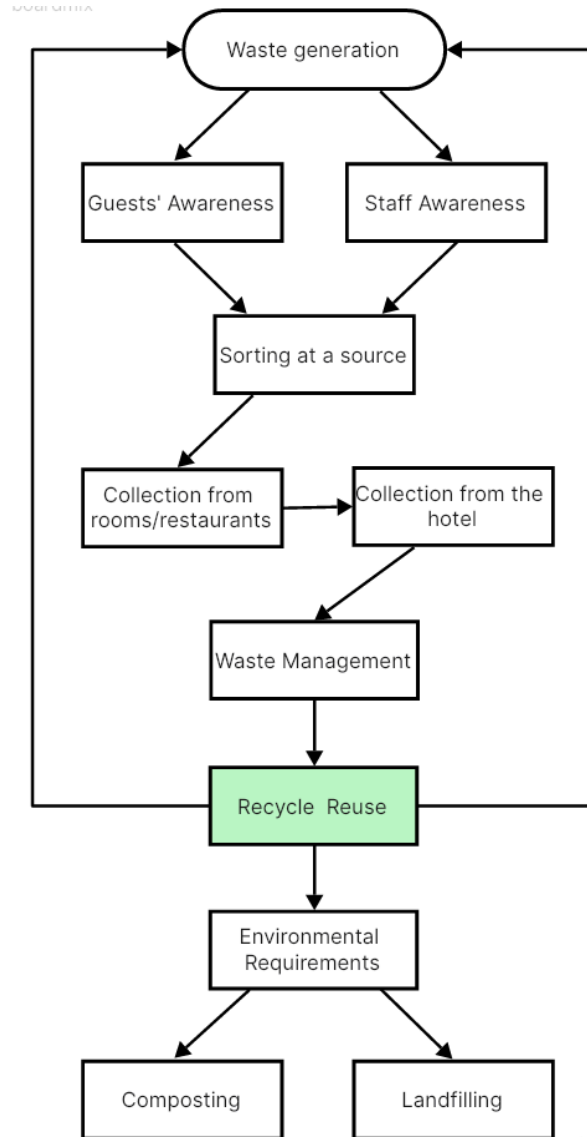 boardmix
Waste generation
Guests' Awareness
Staff Awareness
Sorting at a source
Collection from
rooms/restaurants
Collection from the
hotel
Waste Management
Recycle  Reuse
Environmental
Requirements
Composting
Landfilling